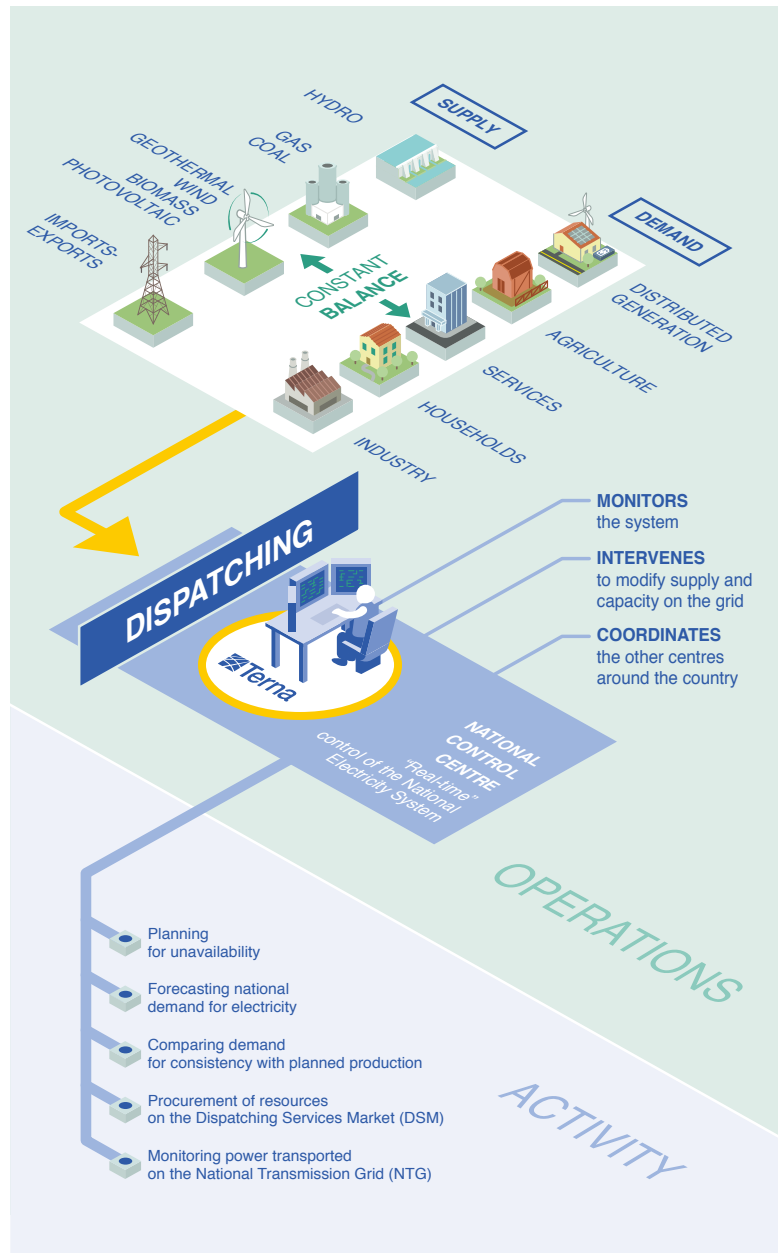 SUPPLY
HYDRO
GAS
COAL
GEOTHERMAL
WIND
BIOMASS
PHOTOVOLTAIC
IMPORTS-
EXPORTS
CONSTANT
BALANCE
DEMAND
DISTRIBUTED
GENERATION
AGRICULTURE
SERVICES
HOUSEHOLDS
INDUSTRY
DISPATCHING
MONITORS
the system
INTERVENES
to modify supply and
capacity on the grid
COORDINATES
the other centres
around the country
Terna
NATIONAL
CONTROL
CENTRE
“Real-time”
control of the National
Electricity System
OPERATIONS
Planning
for unavailability
Forecasting national
demand for electricity
Comparing demand
for consistency with planned production
Procurement of resources
on the Dispatching Services Market (DSM)
Monitoring power transported
on the National Transmission Grid (NTG)
ACTIVITY